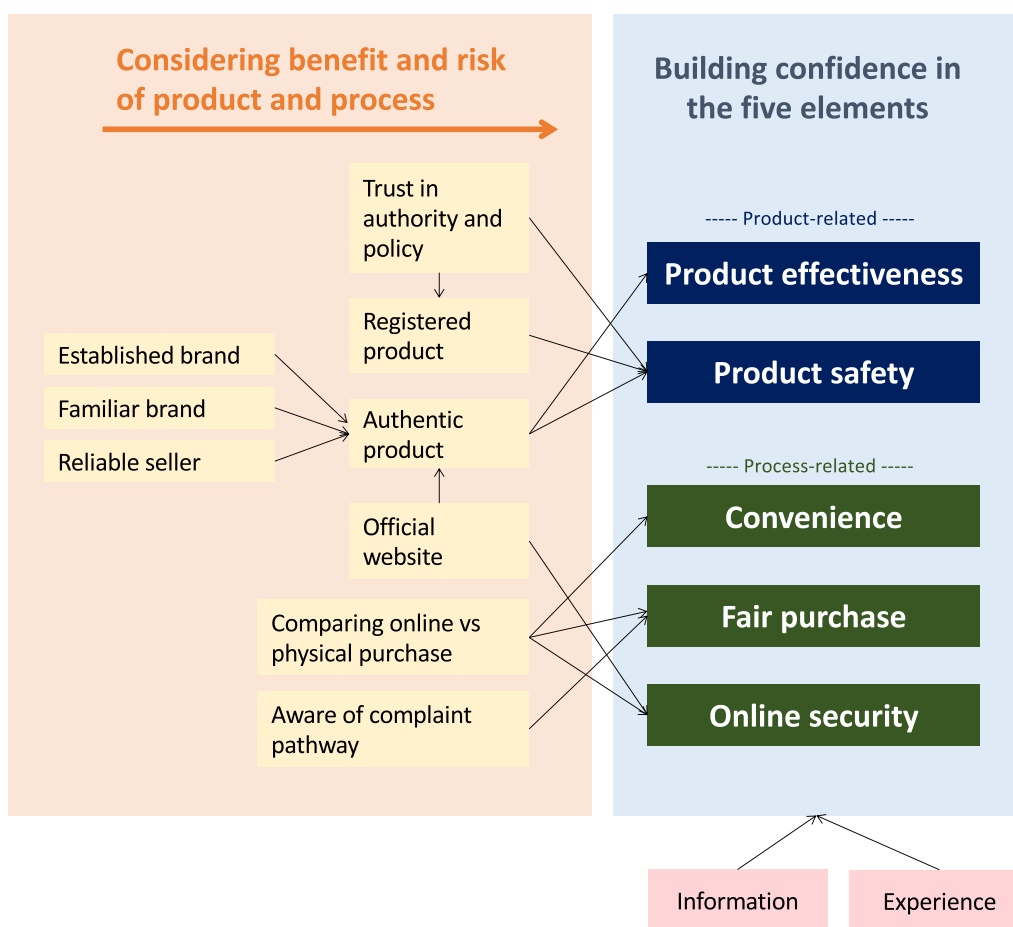 Considering benefit and risk
of product and process
Building confidence in
the five elements
Trust in
authority and
policy
Registered
product
Established brand
Familiar brand
Reliable seller
Authentic
product
Official
website
Comparing online vs
physical purchase
Aware of complaint
pathway
----- Product-related -----
Product effectiveness
Product safety
----- Process-related -----
Convenience
Fair purchase
Online security
Information
Experience